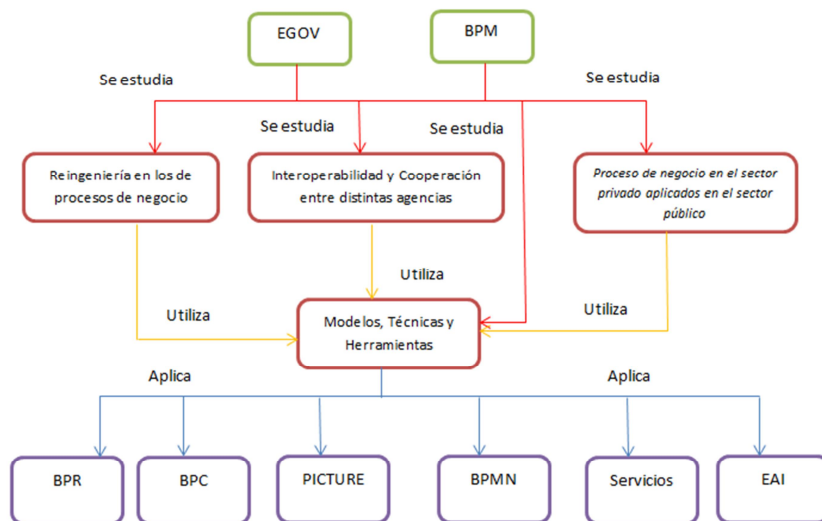 EGOV
BPM
Se estudia
Se estudia
Se estudia
Se estudia
Reingeniería en los de
procesos de negocio
Interoperabilidad y Cooperación
entre distintas agencias
Proceso de negocio en el sector
privado aplicados en el sector
público
Utiliza
Utiliza
Utiliza
Modelos, Técnicas y
Herramientas
Aplica
Aplica
BPR
BPC
PICTURE
BPMN
Servicios
EAI